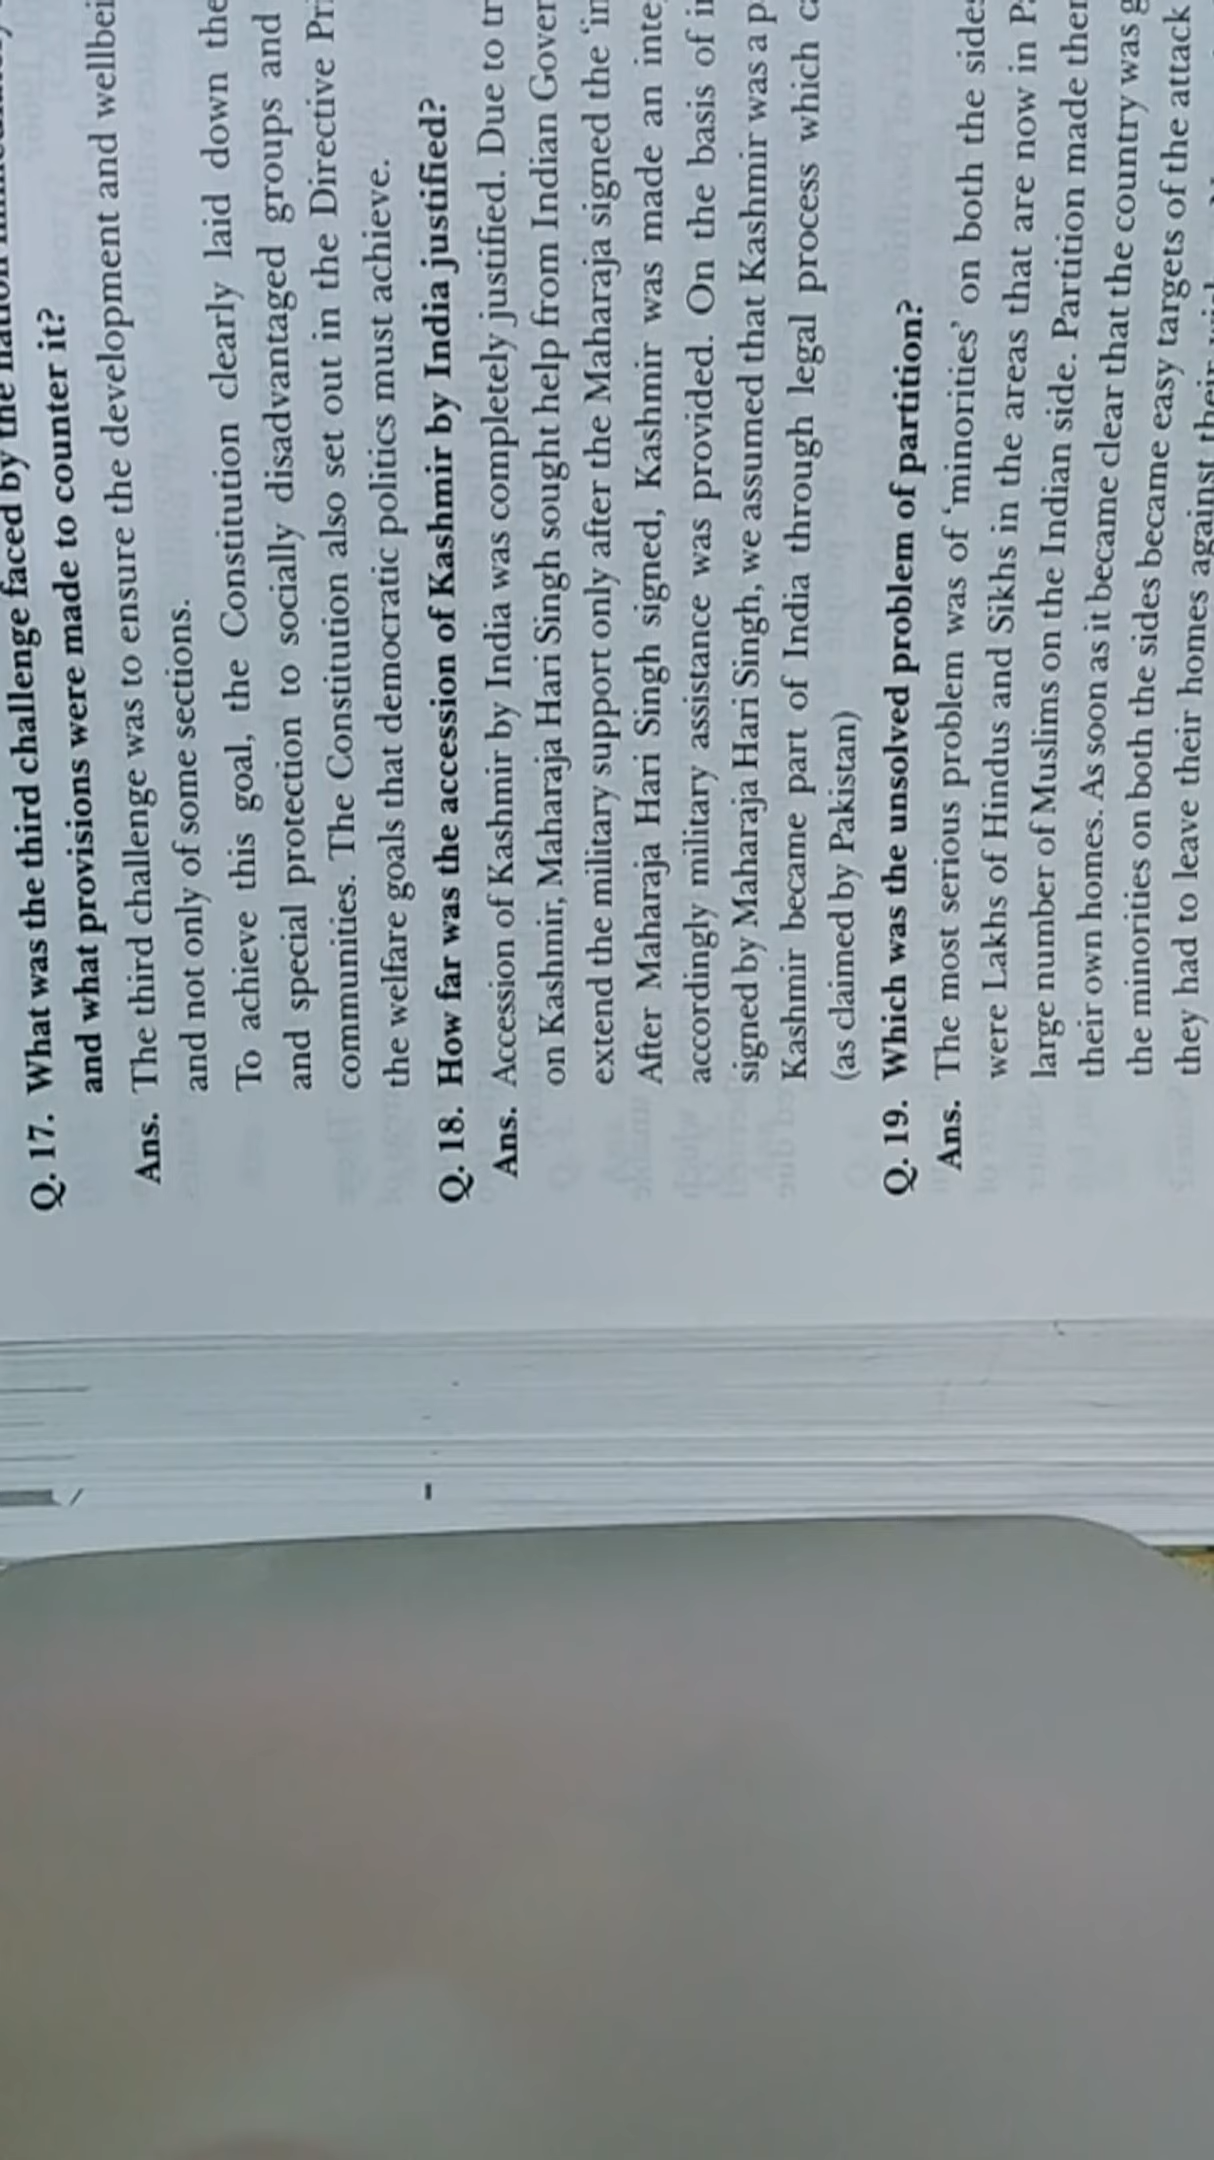 the nation
Q. 17. What was the third challenge faced by
and what provisions were made to counter it?
Ans. The third challenge was to ensure the development and wellbei
and not only of some sections.
To achieve this goal, the Constitution clearly laid down the
and special protection to socially disadvantaged groups and
communities. The Constitution also set out in the Directive Pri
the welfare goals that democratic politics must achieve.
Q. 18. How far was the accession of Kashmir by India justified?
Ans. Accession of Kashmir by India was completely justified. Due to tr
on Kashmir, Maharaja Hari Singh sought help from Indian Gover
extend the military support only after the Maharaja signed the 'in
After Maharaja Hari Singh signed, Kashmir was made an inte
accordingly military assistance was provided. On the basis of i
signed by Maharaja Hari Singh, we assumed that Kashmir was a p
Kashmir became part of India through legal process which ca
(as claimed by Pakistan)
Q. 19. Which was the unsolved problem of partition?
Ans. The most serious problem was of 'minorities' on both the side
were Lakhs of Hindus and Sikhs in the areas that are now in P
large number of Muslims on the Indian side. Partition made ther
their own homes. As soon as it became clear that the country was g
the minorities on both the sides became easy targets of the attack
they had to leave their homes against their